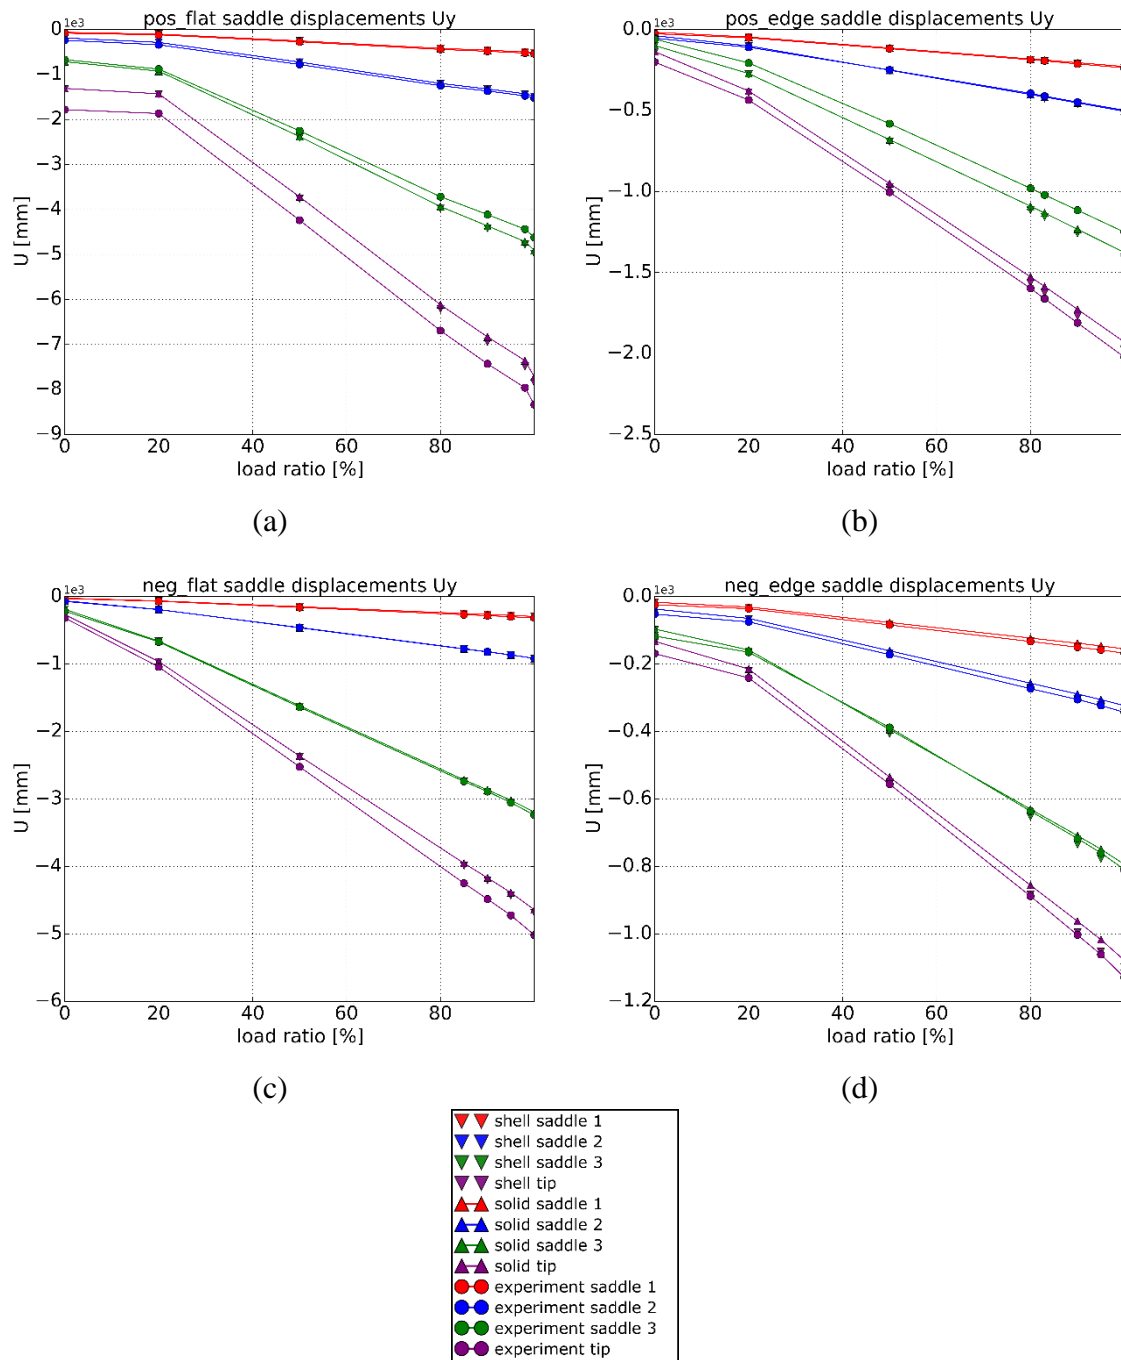 pos_flat saddle displacements Uy
1e3
0
−1
−2
−3
−4
−5
−6
−7
−8
−9
U [mm]
0 20 40 60 80
load ratio [%]
(a)
pos_edge saddle displacements Uy
1e3
0.0
−0.5
−1.0
−1.5
−2.0
−2.5
U [mm]
0 20 40 60 80
load ratio [%]
(b)
neg_flat saddle displacements Uy
1e3
0
−1
−2
−3
−4
−5
−6
U [mm]
0 20 40 60 80
load ratio [%]
(c)
neg_edge saddle displacements Uy
1e3
0.0
−0.2
−0.4
−0.6
−0.8
−1.0
−1.2
U [mm]
0 20 40 60 80
load ratio [%]
(d)
shell saddle 1
shell saddle 2
shell saddle 3
shell tip
solid saddle 1
solid saddle 2
solid saddle 3
solid tip
experiment saddle 1
experiment saddle 2
experiment saddle 3
experiment tip